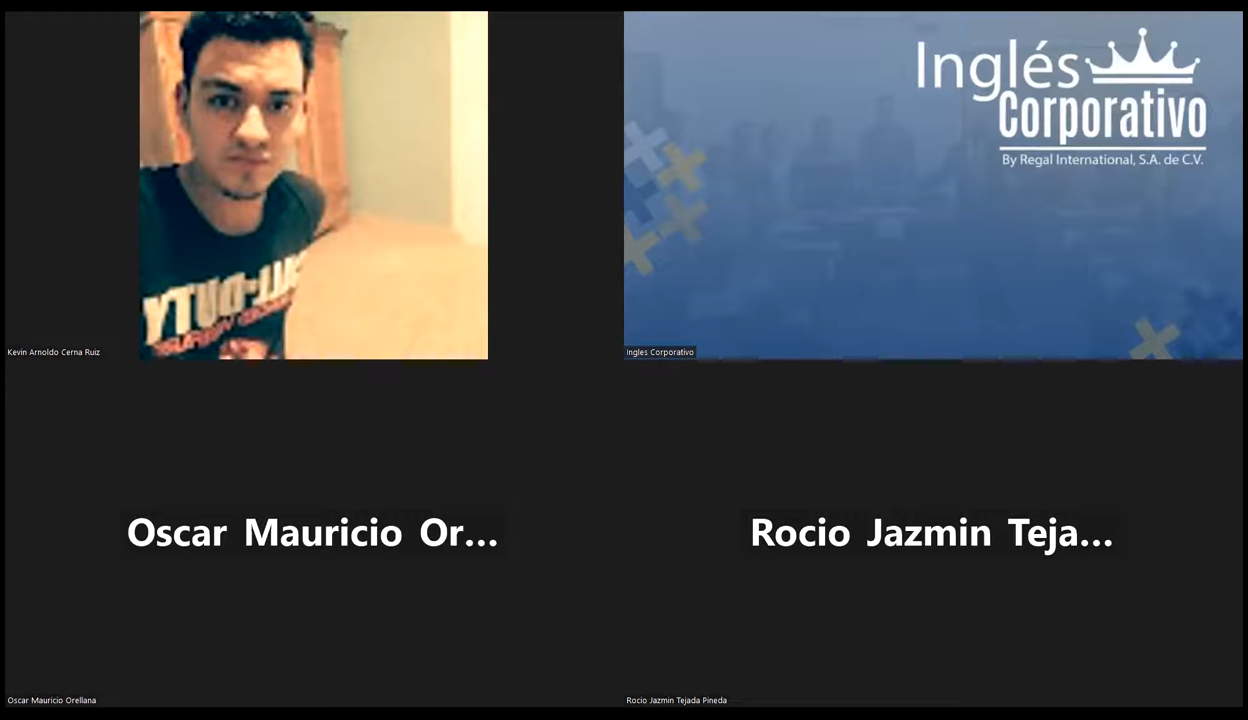 Inglés
Corporativo
By Regal International, S.A. de C.V.
Kevin Arnoldo Cerna Ruiz
Ingles Corporativo
Oscar Mauricio Or...
Rocio Jazmin Teja...
Oscar Mauricio Orellana
Rocio Jazmin Tejada Pineda